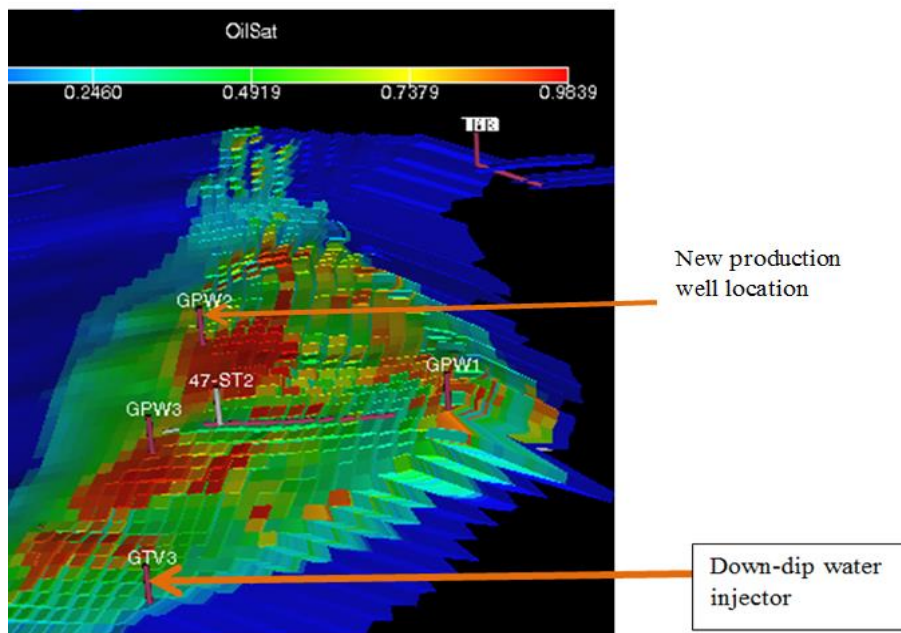 OilSat
0.2460 0.4919 0.7379 0.9839
GPW2
New production
well location
47-ST2
GPW1
GPW3
GTV3
Down-dip water
injector